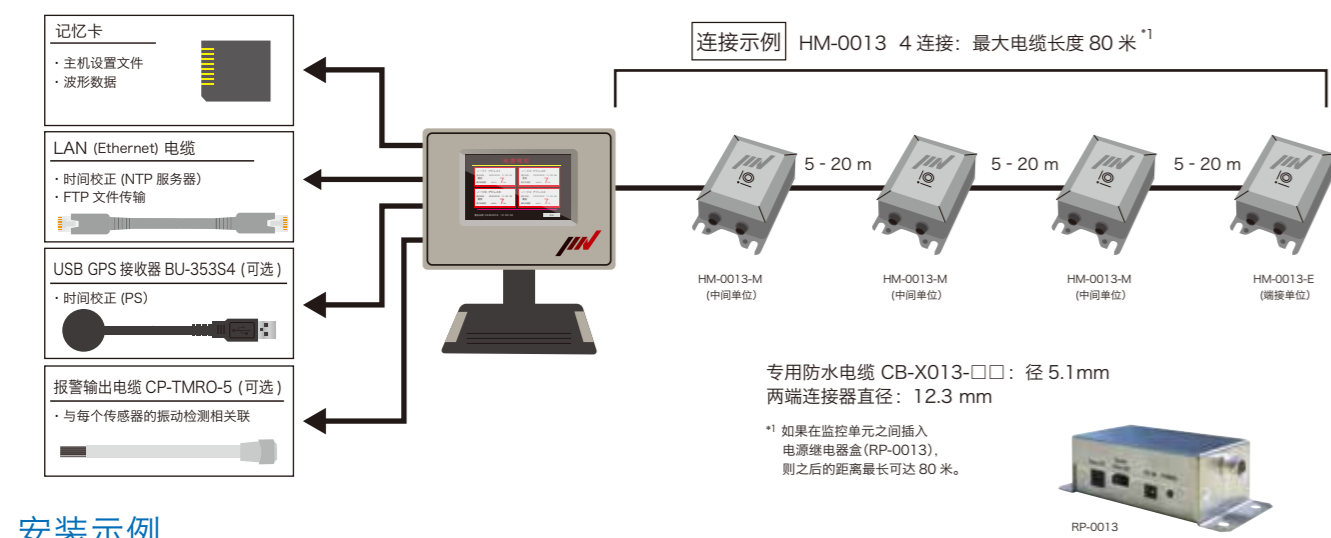 记忆卡
・主机设置文件
・波形数据
LAN (Ethernet) 电缆
・时间校正 (NTP 服务器)
・FTP 文件传输
USB GPS 接收器 BU-353S4 (可选)
・时间校正 (PS)
报警输出电缆 CP-TMRO-5 (可选)
・与每个传感器的振动检测相关联
连接示例 HM-0013 4 连接：最大电缆长度 80 米 *1
5 - 20 m 5 - 20 m 5 - 20 m
HM-0013-M
(中间单位)
HM-0013-M
(中间单位)
HM-0013-M
(中间单位)
HM-0013-E
(端接单位)
专用防水电缆 CB-X013-□□：径 5.1mm
两端连接器直径：12.3 mm
*1 如果在监控单元之间插入
电源继电器盒(RP-0013)，
则之后的距离最长可达 80 米。
RP-0013
安装示例